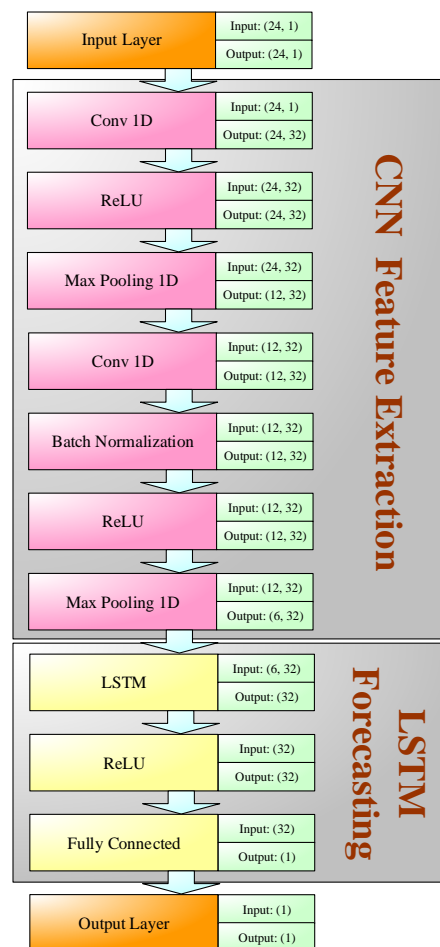 Input Layer
Input: (24, 1)
Output: (24, 1)
Conv 1D
Input: (24, 1)
Output: (24, 32)
ReLU
Input: (24, 32)
Output: (24, 32)
Max Pooling 1D
Input: (24, 32)
Output: (12, 32)
Conv 1D
Input: (12, 32)
Output: (12, 32)
Batch Normalization
Input: (12, 32)
Output: (12, 32)
ReLU
Input: (12, 32)
Output: (12, 32)
Max Pooling 1D
Input: (12, 32)
Output: (6, 32)
CNN Feature Extraction
LSTM
Input: (6, 32)
Output: (32)
ReLU
Input: (32)
Output: (32)
Fully Connected
Input: (32)
Output: (1)
LSTM
Forecasting
Output Layer
Input: (1)
Output: (1)